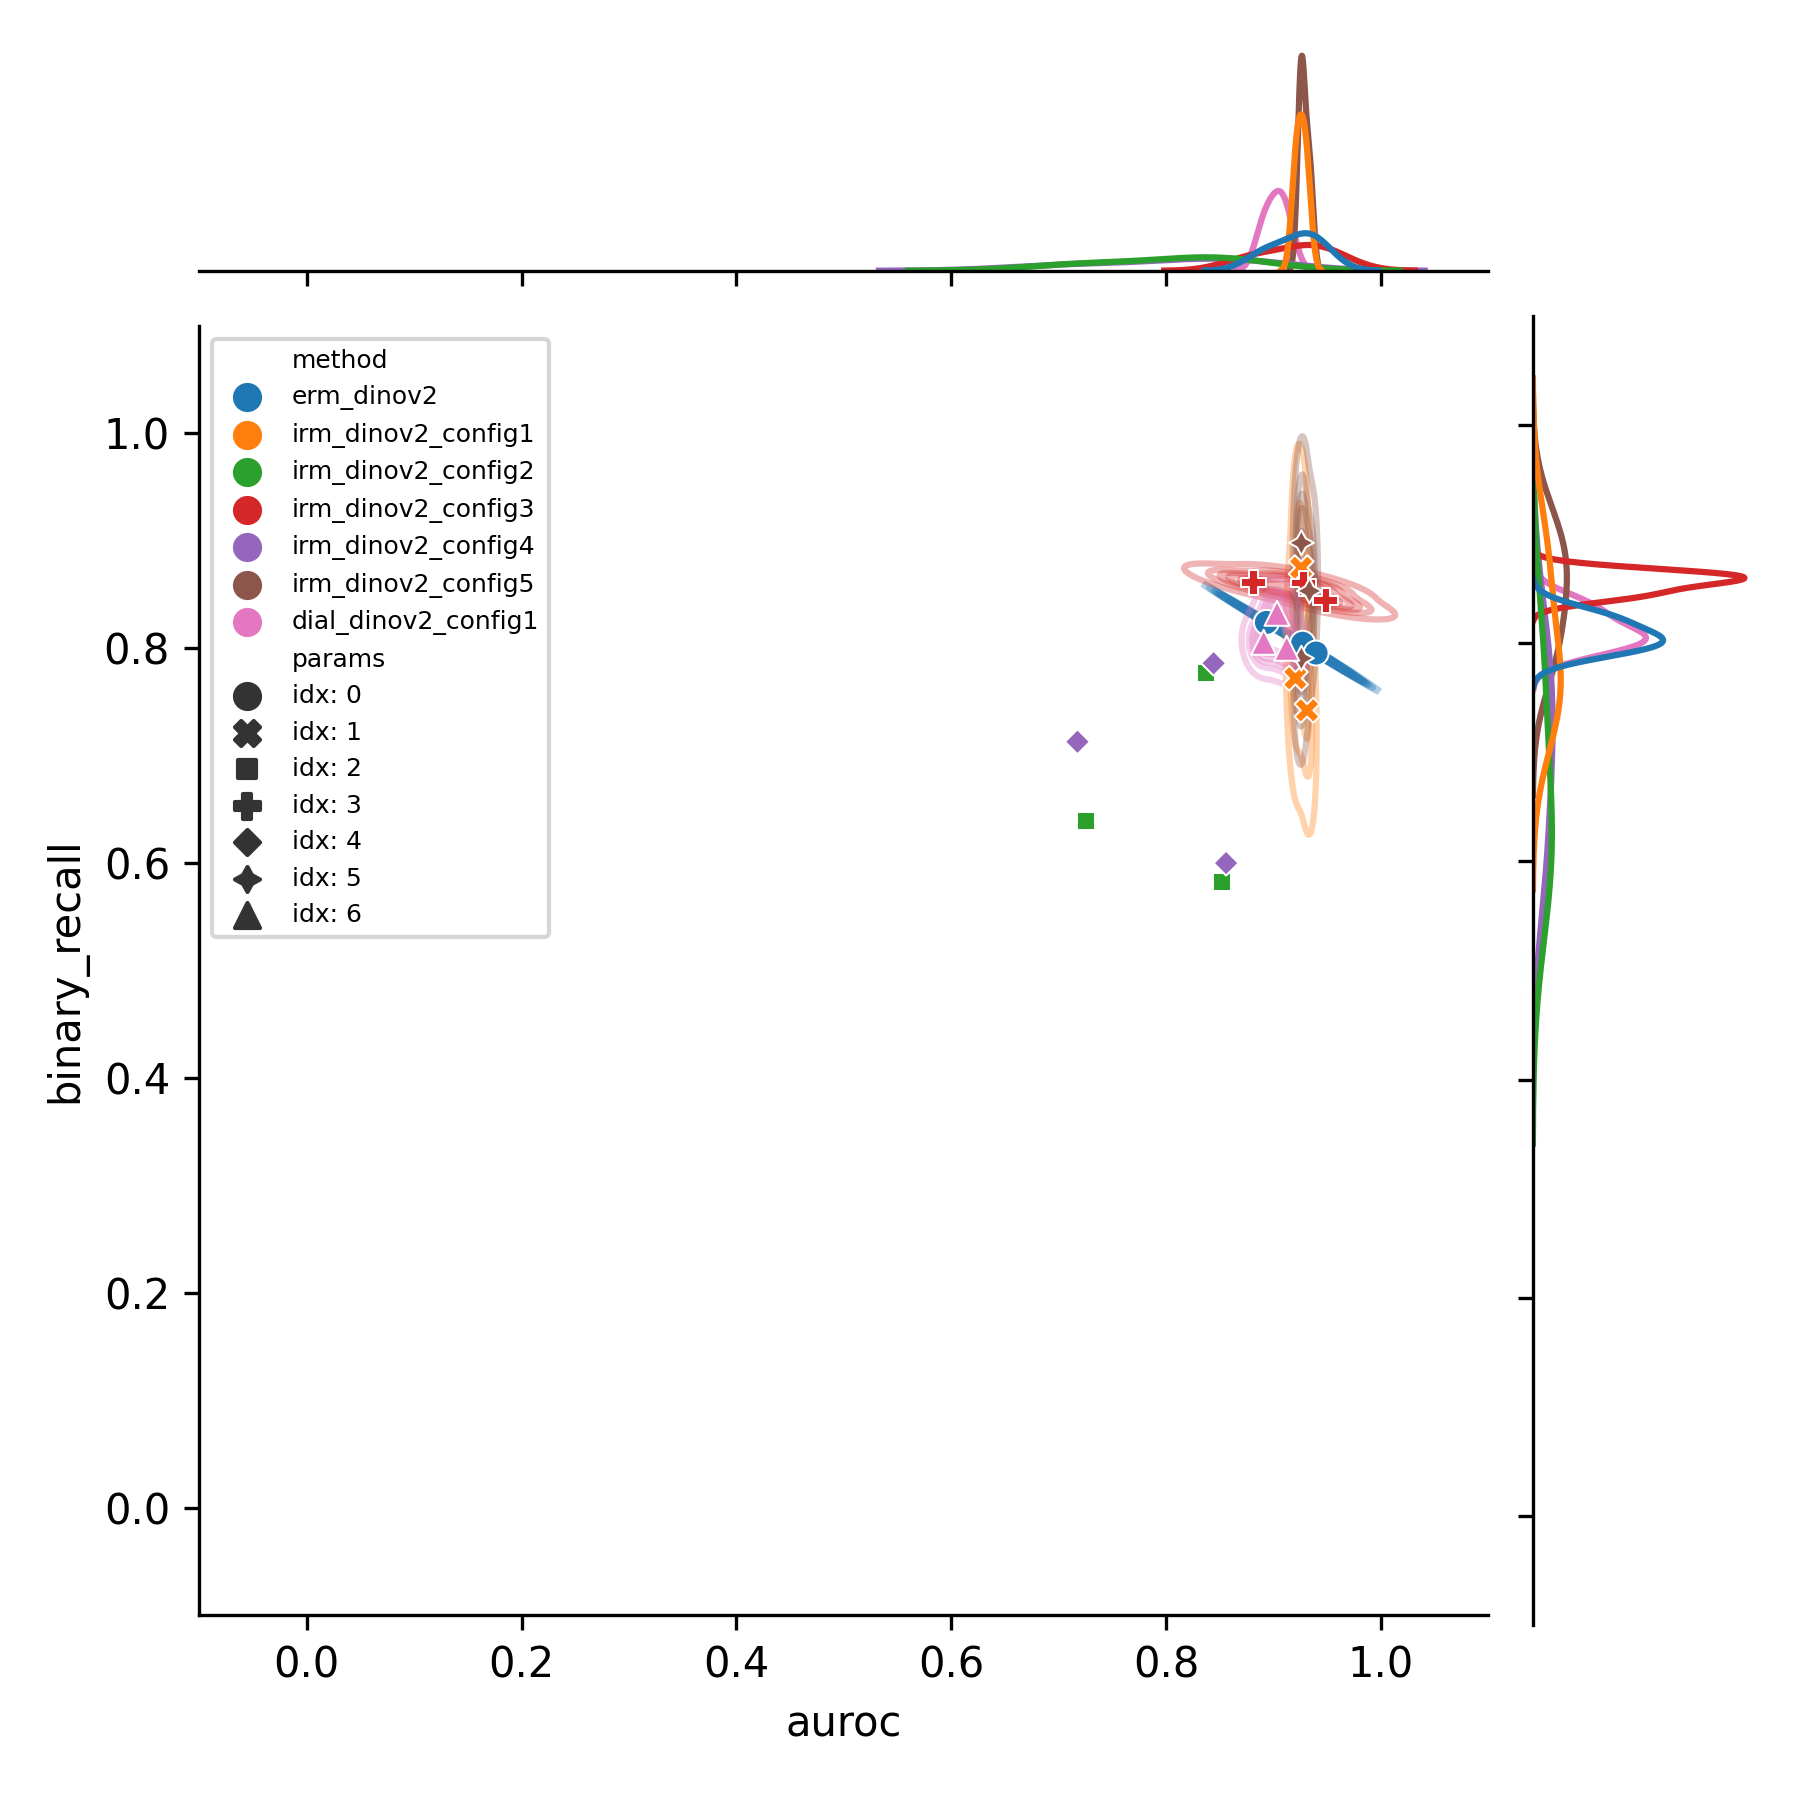 method
erm_dinov2
irm_dinov2_config1
irm_dinov2_config2
irm_dinov2_config3
irm_dinov2_config4
irm_dinov2_config5
dial_dinov2_config1
params
idx: 0
idx: 1
idx: 2
idx: 3
idx: 4
idx: 5
idx: 6
binary_recall
1.0
0.8
0.6
0.4
0.2
0.0
0.0 0.2 0.4 0.6 0.8 1.0
auroc